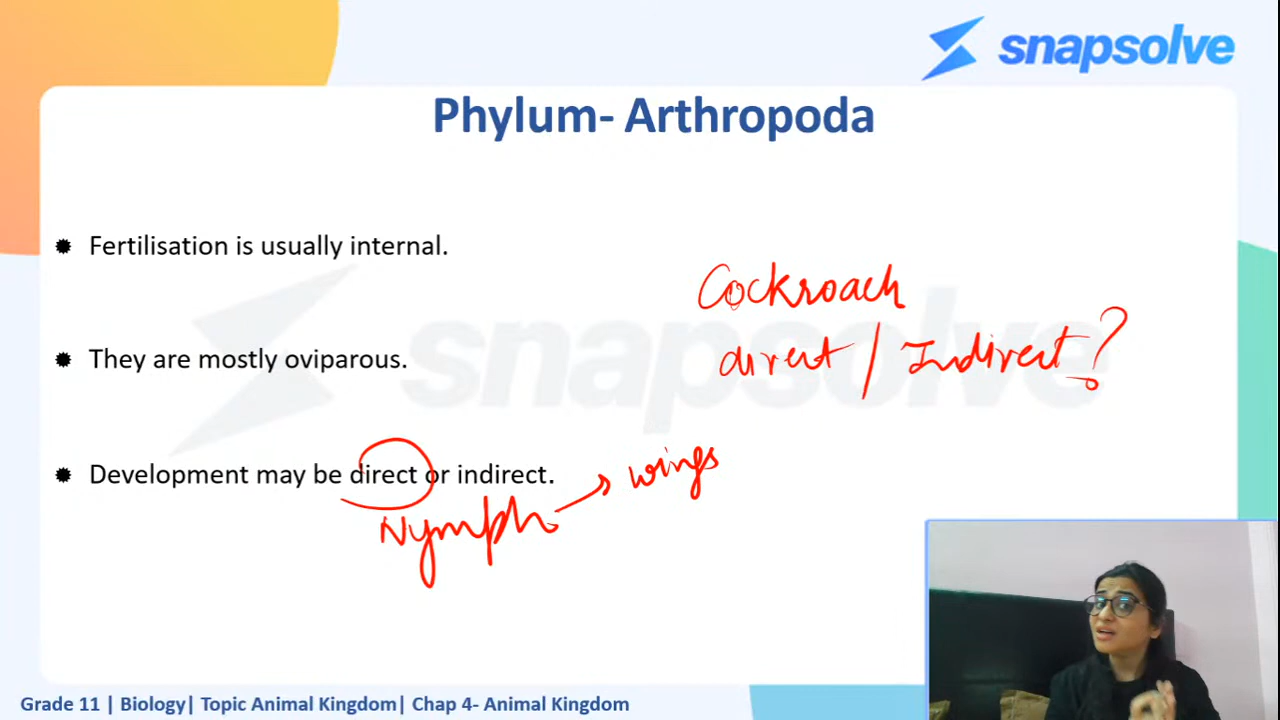 snapsolve
Phylum- Arthropoda
Fertilisation is usually internal.
Cockroach
They are mostly oviparous.
direct / Indirect?
Development may be direct or indirect.
wings
Nymph
snapsolve
Grade 11 | Biology| Topic Animal Kingdom| Chap 4- Animal Kingdom